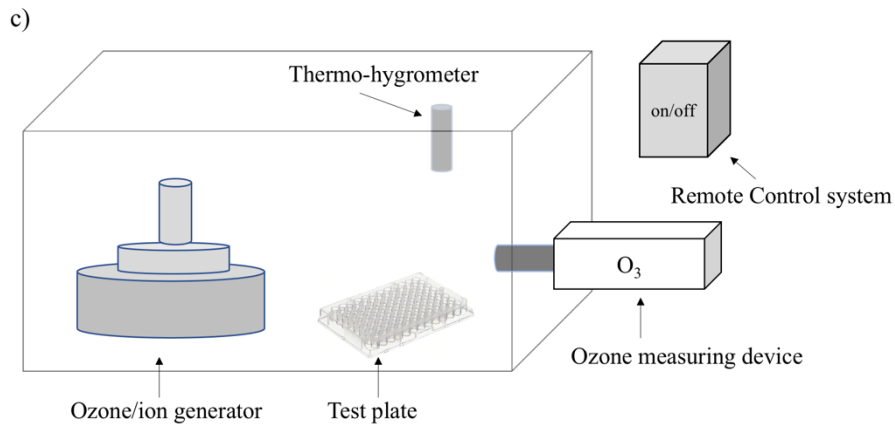 c)
Thermo-hygrometer
on/off
Remote Control system
O₃
Ozone measuring device
Ozone/ion generator
Test plate